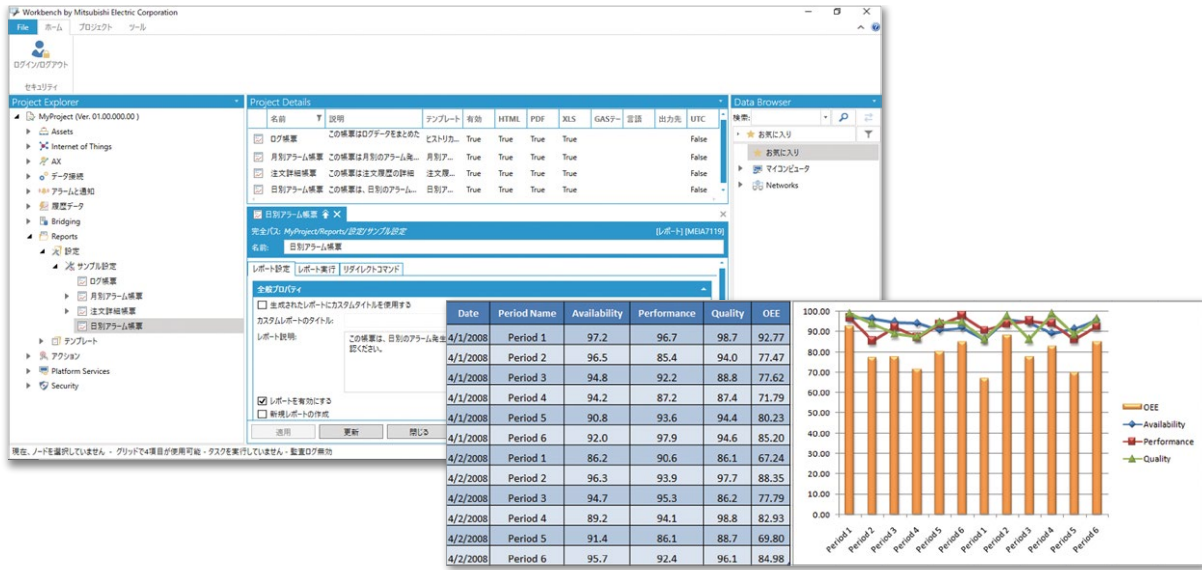 Workbench by Mitsubishi Electric Corporation
File ホーム プロジェクト ツール
ログイン/ログアウト
セキュリティ
Project Explorer
MyProject (Ver. 01.00.000.00 )
Assets
Internet of Things
AX
データ接続
アラームと通知
履歴データ
Bridging
Reports
設定
サンプル設定
ログ帳票
月別アラーム帳票
注文詳細帳票
日別アラーム帳票
テンプレート
アクション
Platform Services
Security
Project Details
名前 説明 テンプレート 有効 HTML PDF XLS GASデー 言語 出力先 UTC
ログ帳票 この帳票はログデータをまとめた ヒストリカ... True True True True False
月別アラーム帳票 この帳票は月別のアラーム発... 月別ア... True True True True False
注文詳細帳票 この帳票は注文履歴の詳細 注文履... True True True True False
日別アラーム帳票 この帳票は、日別のアラーム... 日別ア... True True True True False
日別アラーム帳票
完全パス: MyProject/Reports/設定/サンプル設定 [レポート] [MEIA7119]
名前: 日別アラーム帳票
レポート設定 レポート実行 リダイレクトコマンド
全般プロパティ
生成されたレポートにカスタムタイトルを使用する
カスタムレポートのタイトル:
レポート説明: この帳票は、日別のアラーム発生
認ください。
レポートを有効にする
新規レポートの作成
適用 更新 閉じる
Data Browser
検索:
お気に入り
お気に入り
マイコンピュータ
Networks
現在、ノードを選択していません - グリッドで4項目が使用可能 - タスクを実行していません - 監査ログ無効
Date Period Name Availability Performance Quality OEE
4/1/2008 Period 1 97.2 96.7 98.7 92.77
4/1/2008 Period 2 96.5 85.4 94.0 77.47
4/1/2008 Period 3 94.8 92.2 88.8 77.62
4/1/2008 Period 4 94.2 87.2 87.4 71.79
4/1/2008 Period 5 90.8 93.6 94.4 80.23
4/1/2008 Period 6 92.0 97.9 94.6 85.20
4/2/2008 Period 1 86.2 90.6 86.1 67.24
4/2/2008 Period 2 96.3 93.9 97.7 88.35
4/2/2008 Period 3 94.7 95.3 86.2 77.79
4/2/2008 Period 4 89.2 94.1 98.8 82.93
4/2/2008 Period 5 91.4 86.1 88.7 69.80
4/2/2008 Period 6 95.7 92.4 96.1 84.98
100.00
90.00
80.00
70.00
60.00
50.00
40.00
30.00
20.00
10.00
0.00
Period 1 Period 2 Period 3 Period 4 Period 5 Period 6 Period 1 Period 2 Period 3 Period 4 Period 5 Period 6
OEE
Availability
Performance
Quality